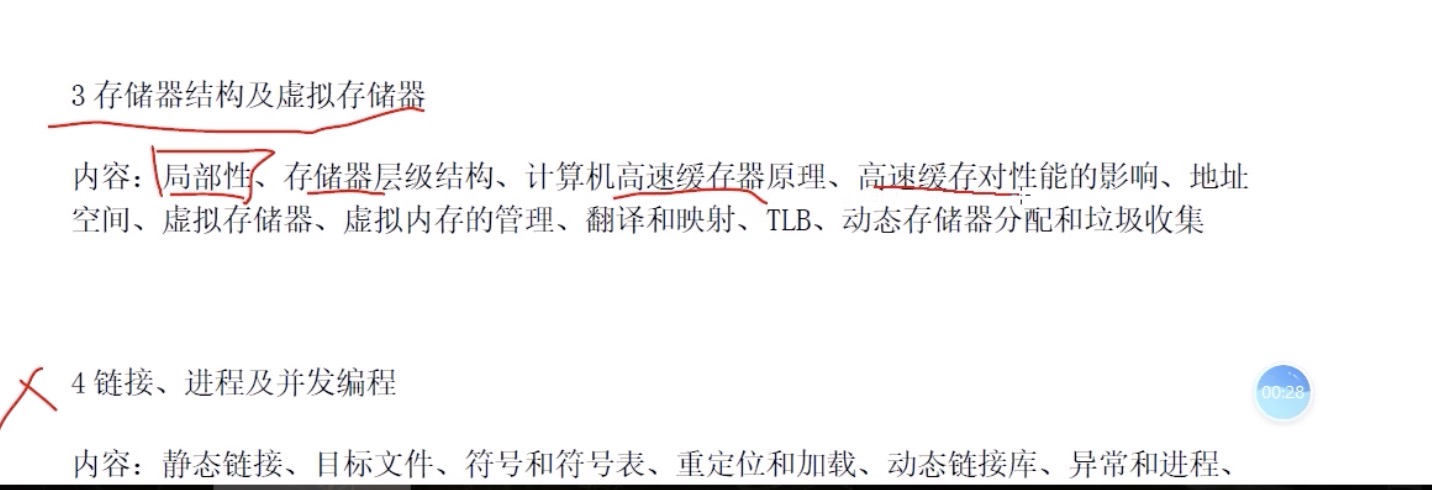 3 存储器结构及虚拟存储器
内容：局部性、存储器层级结构、计算机高速缓存器原理、高速缓存对性能的影响、地址
空间、虚拟存储器、虚拟内存的管理、翻译和映射、TLB、动态存储器分配和垃圾收集
4 链接、进程及并发编程
00:28
内容：静态链接、目标文件、符号和符号表、重定位和加载、动态链接库、异常和进程、